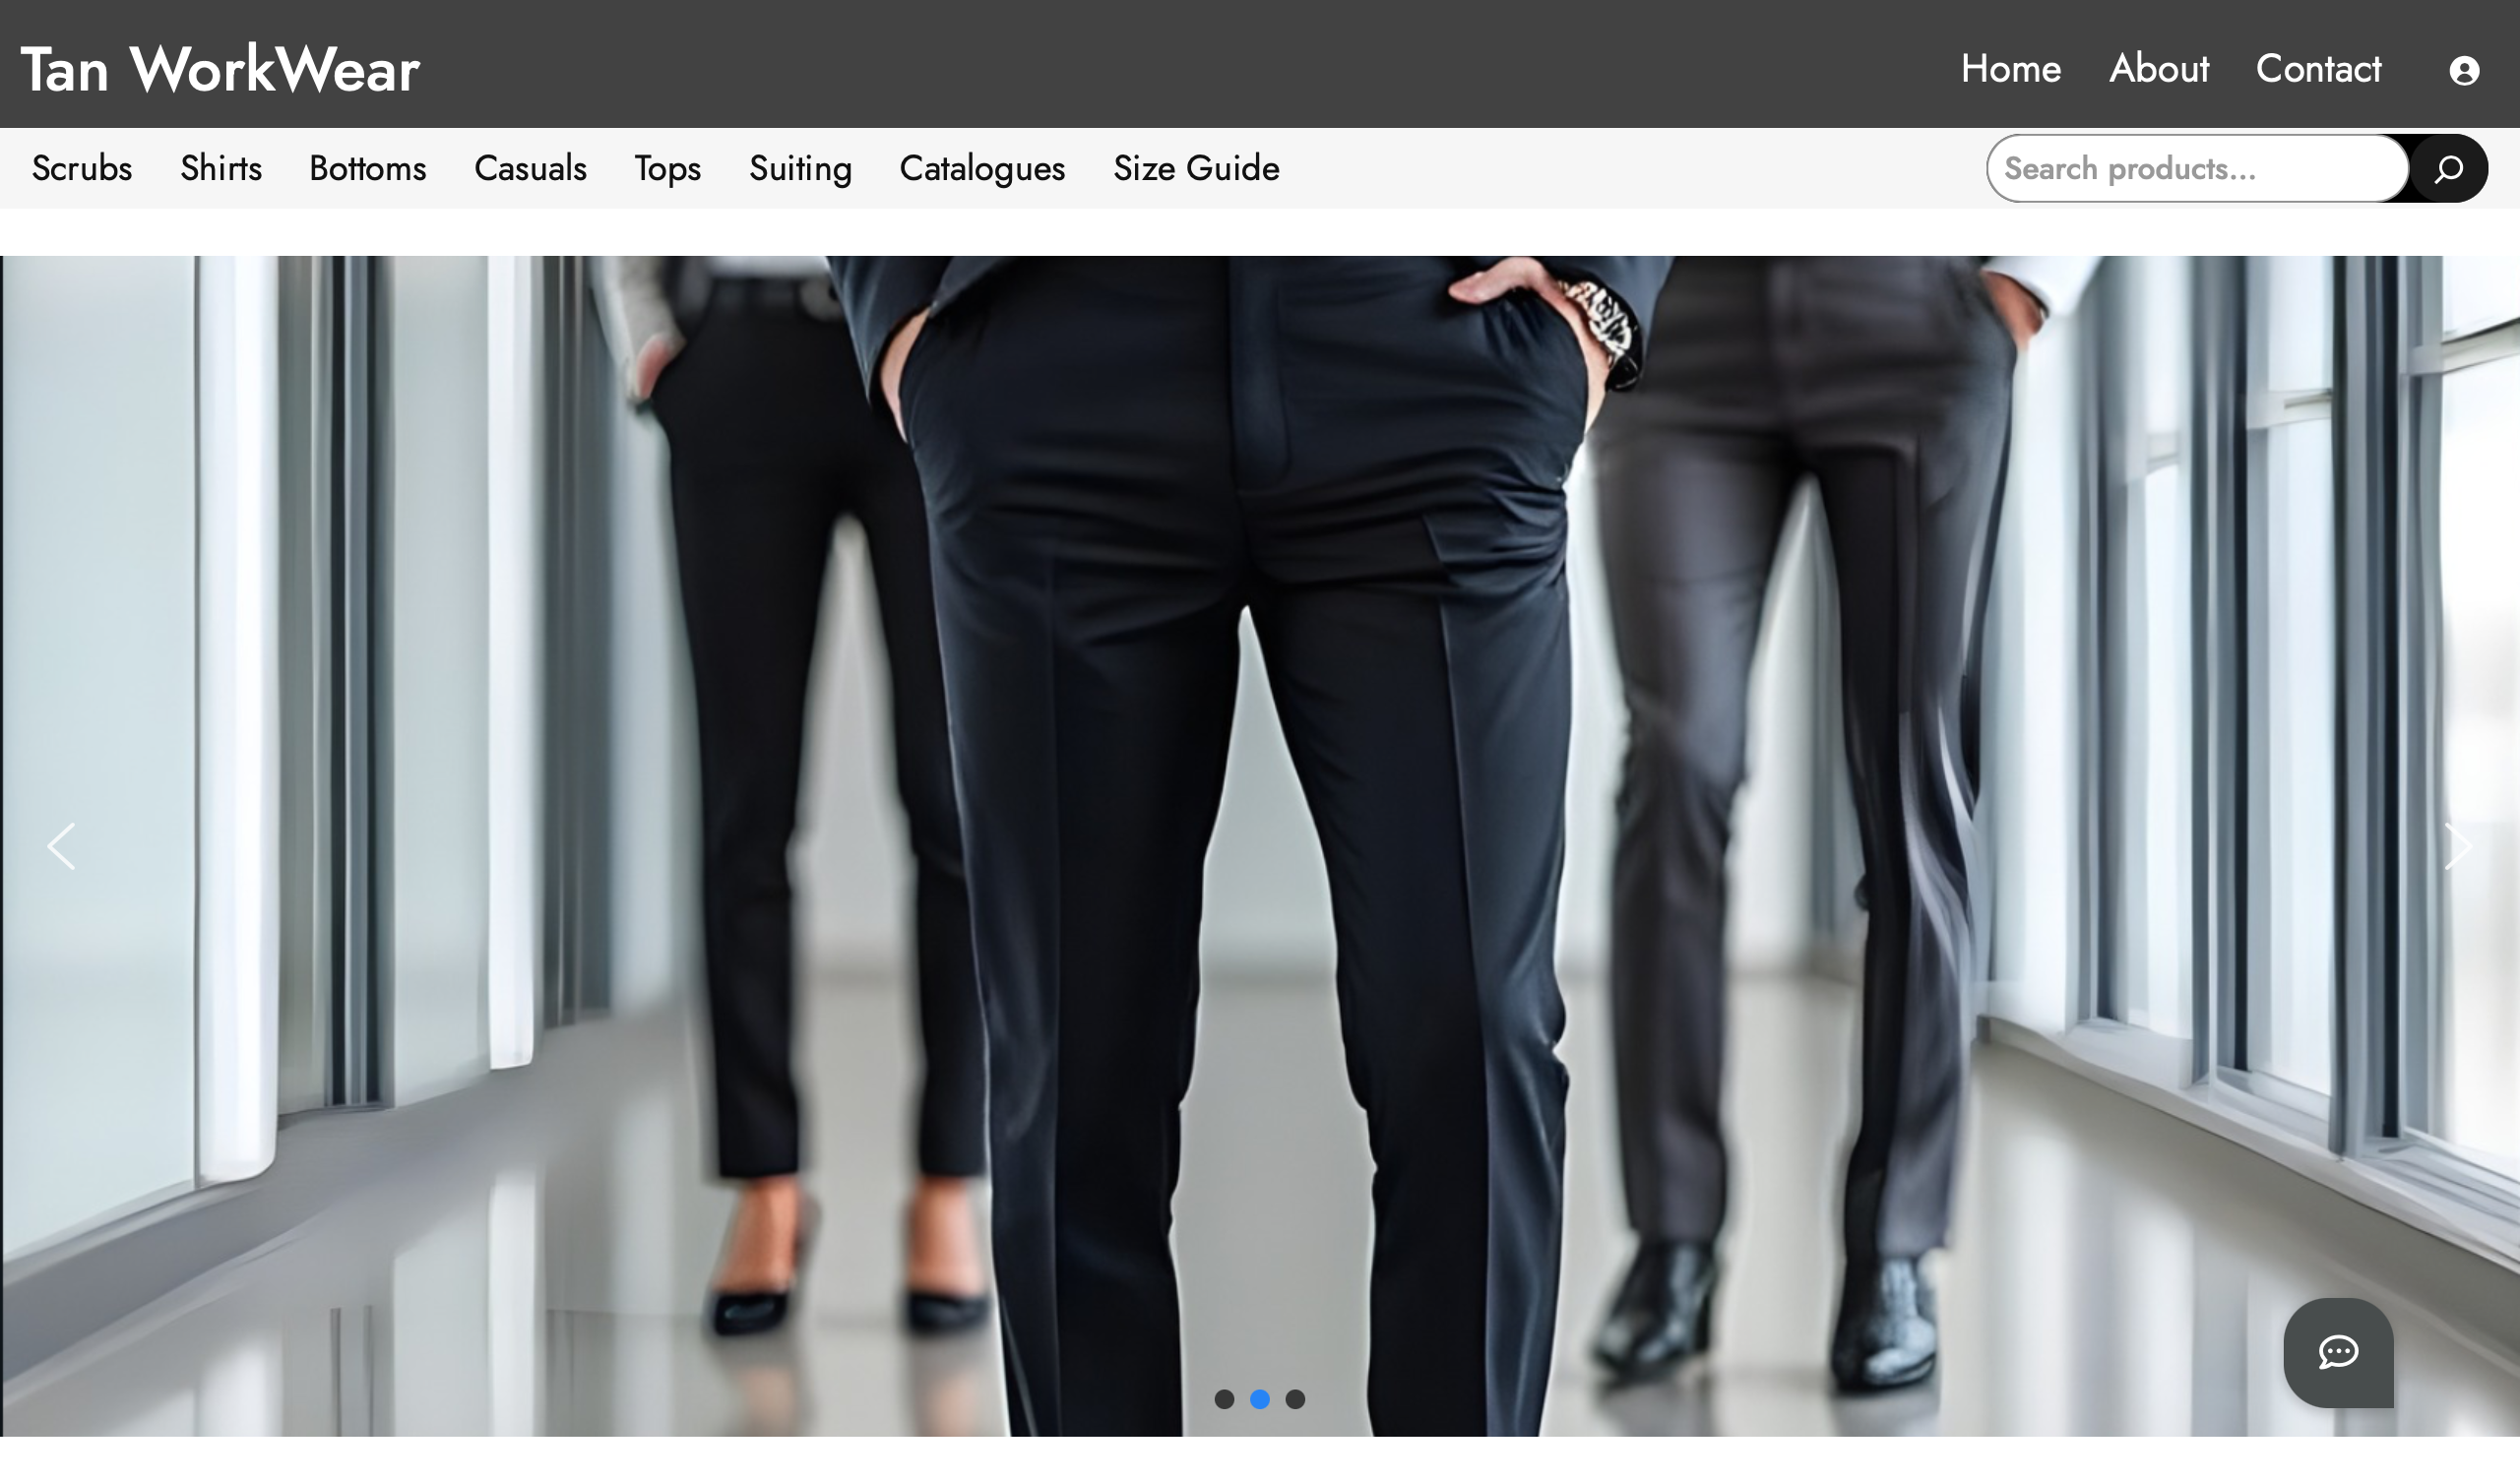 Tan WorkWear
Home About Contact
Scrubs Shirts Bottoms Casuals Tops Suiting Catalogues Size Guide
Search products...